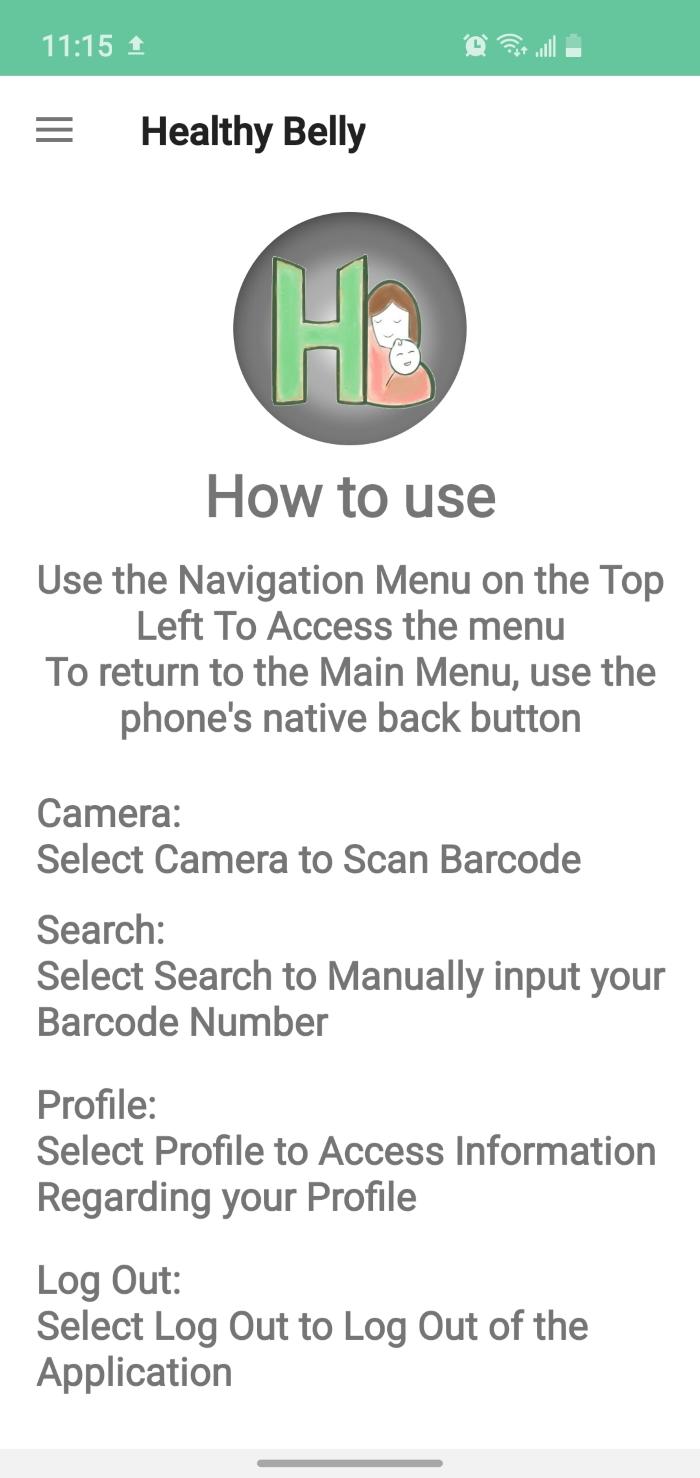 11:15
Healthy Belly
H
How to use
Use the Navigation Menu on the Top
Left To Access the menu
To return to the Main Menu, use the
phone's native back button
Camera:
Select Camera to Scan Barcode
Search:
Select Search to Manually input your
Barcode Number
Profile:
Select Profile to Access Information
Regarding your Profile
Log Out:
Select Log Out to Log Out of the
Application